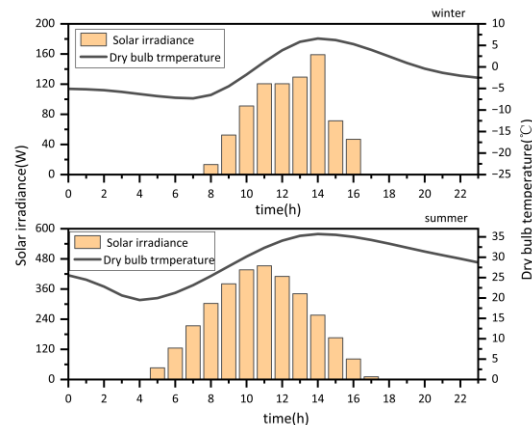 winter
200
160
120
80
40
0
Solar irradiance
Dry bulb trmperature
10
5
0
−5
−10
−15
−20
−25
0 2 4 6 8 10 12 14 16 18 20 22
time(h)
Solar irradiance(W)
Dry bulb temperature(℃)
summer
600
480
360
240
120
0
Solar irradiance
Dry bulb trmperature
35
30
25
20
15
10
5
0
0 2 4 6 8 10 12 14 16 18 20 22
time(h)